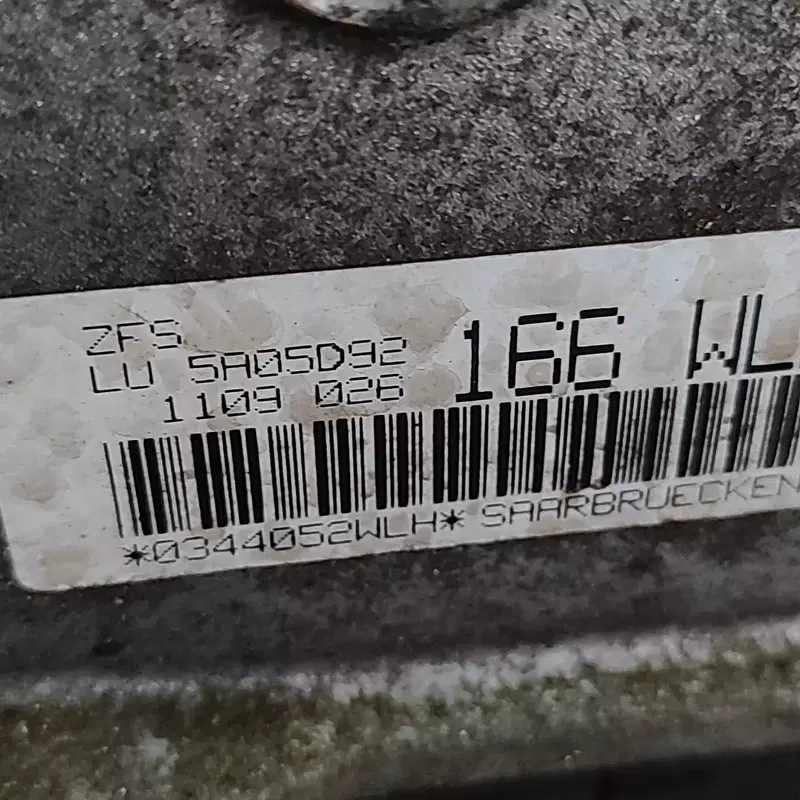 ZFS
LU 5A05D92
1109 026
166 WL
*0344052WLH* SAARBRUECKEN